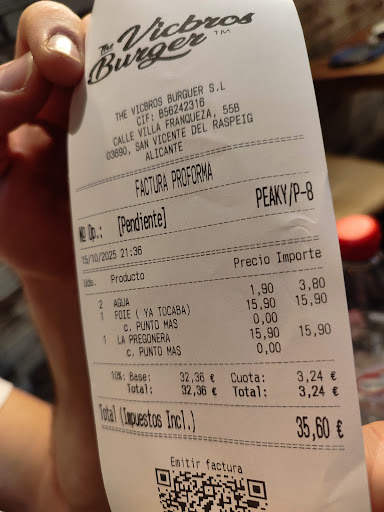 The Vicbros
Burger ™
THE VICBROS BURGUER S.L
CIF: B56242316
CALLE VILLA FRANQUEZA, 55B
03690, SAN VICENTE DEL RASPEIG
ALICANTE
FACTURA PROFORMA
Nº Op.: [Pendiente] PEAKY/P-8
15/10/2025 21:36
Uds. Producto Precio Importe
2 AGUA 1,90 3,80
1 FOIE ( YA TOCABA) 15,90 15,90
c. PUNTO MAS 0,00
1 LA PREGONERA 15,90 15,90
c. PUNTO MAS 0,00
10%: Base: 32,36 € Cuota: 3,24 €
Total: 32,36 € Total: 3,24 €
Total (Impuestos Incl.) 35,60 €
Emitir factura